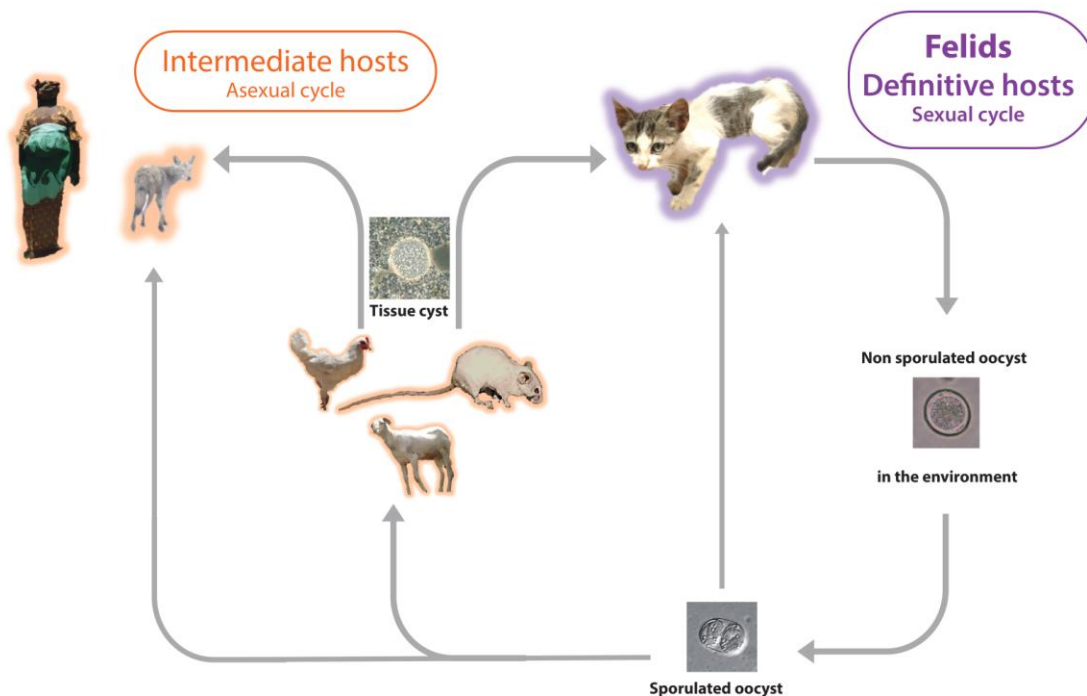 Intermediate hosts
Asexual cycle
Felids
Definitive hosts
Sexual cycle
Tissue cyst
Non sporulated oocyst
in the environment
Sporulated oocyst